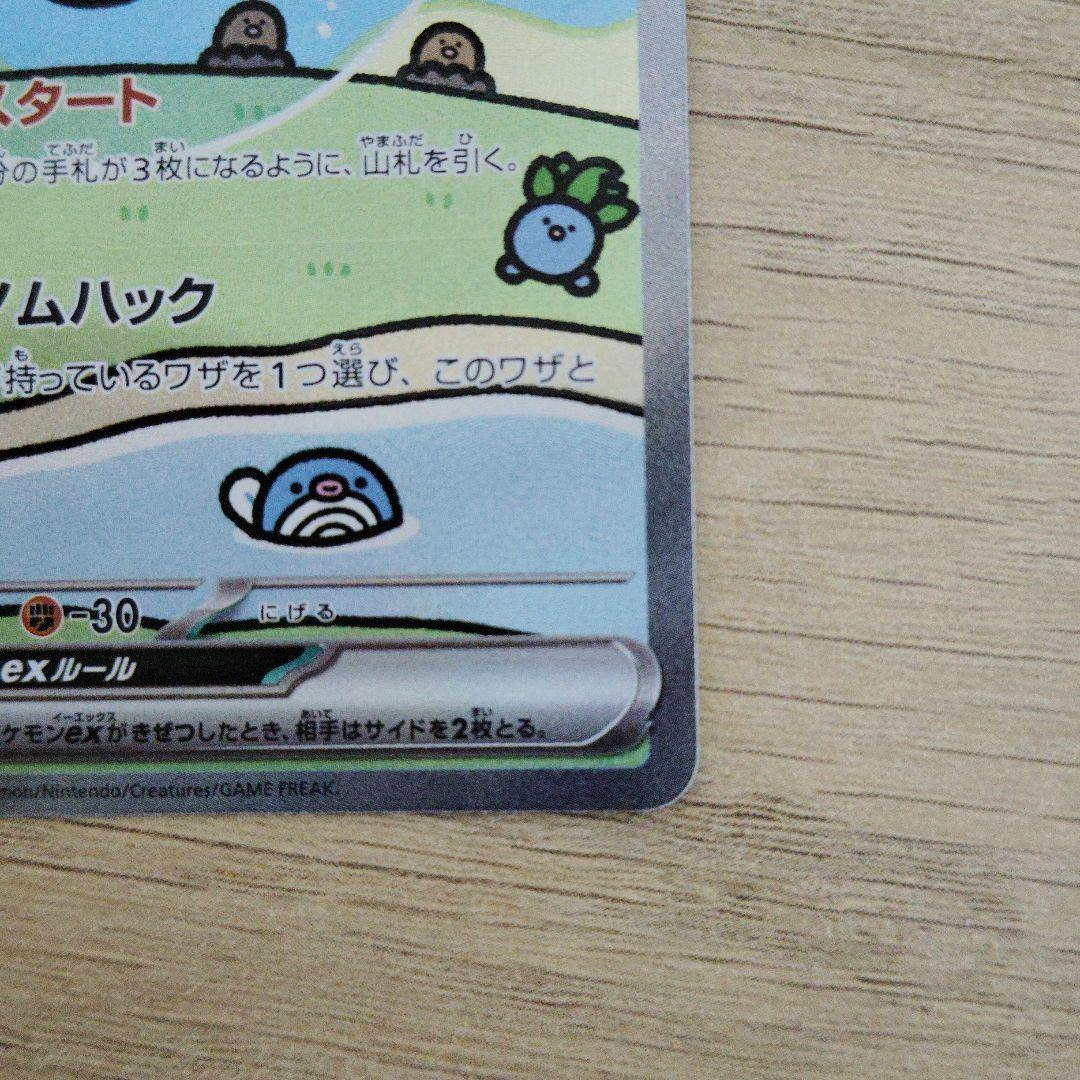 スタート
分の手札が3枚になるように、山札を引く。
ノムハック
持っているワザを1つ選び、このワザと
-30 にげる
exルール
ケモンexがきぜつしたとき、相手はサイドを2枚とる。
mon/Nintendo/Creatures/GAME FREAK.